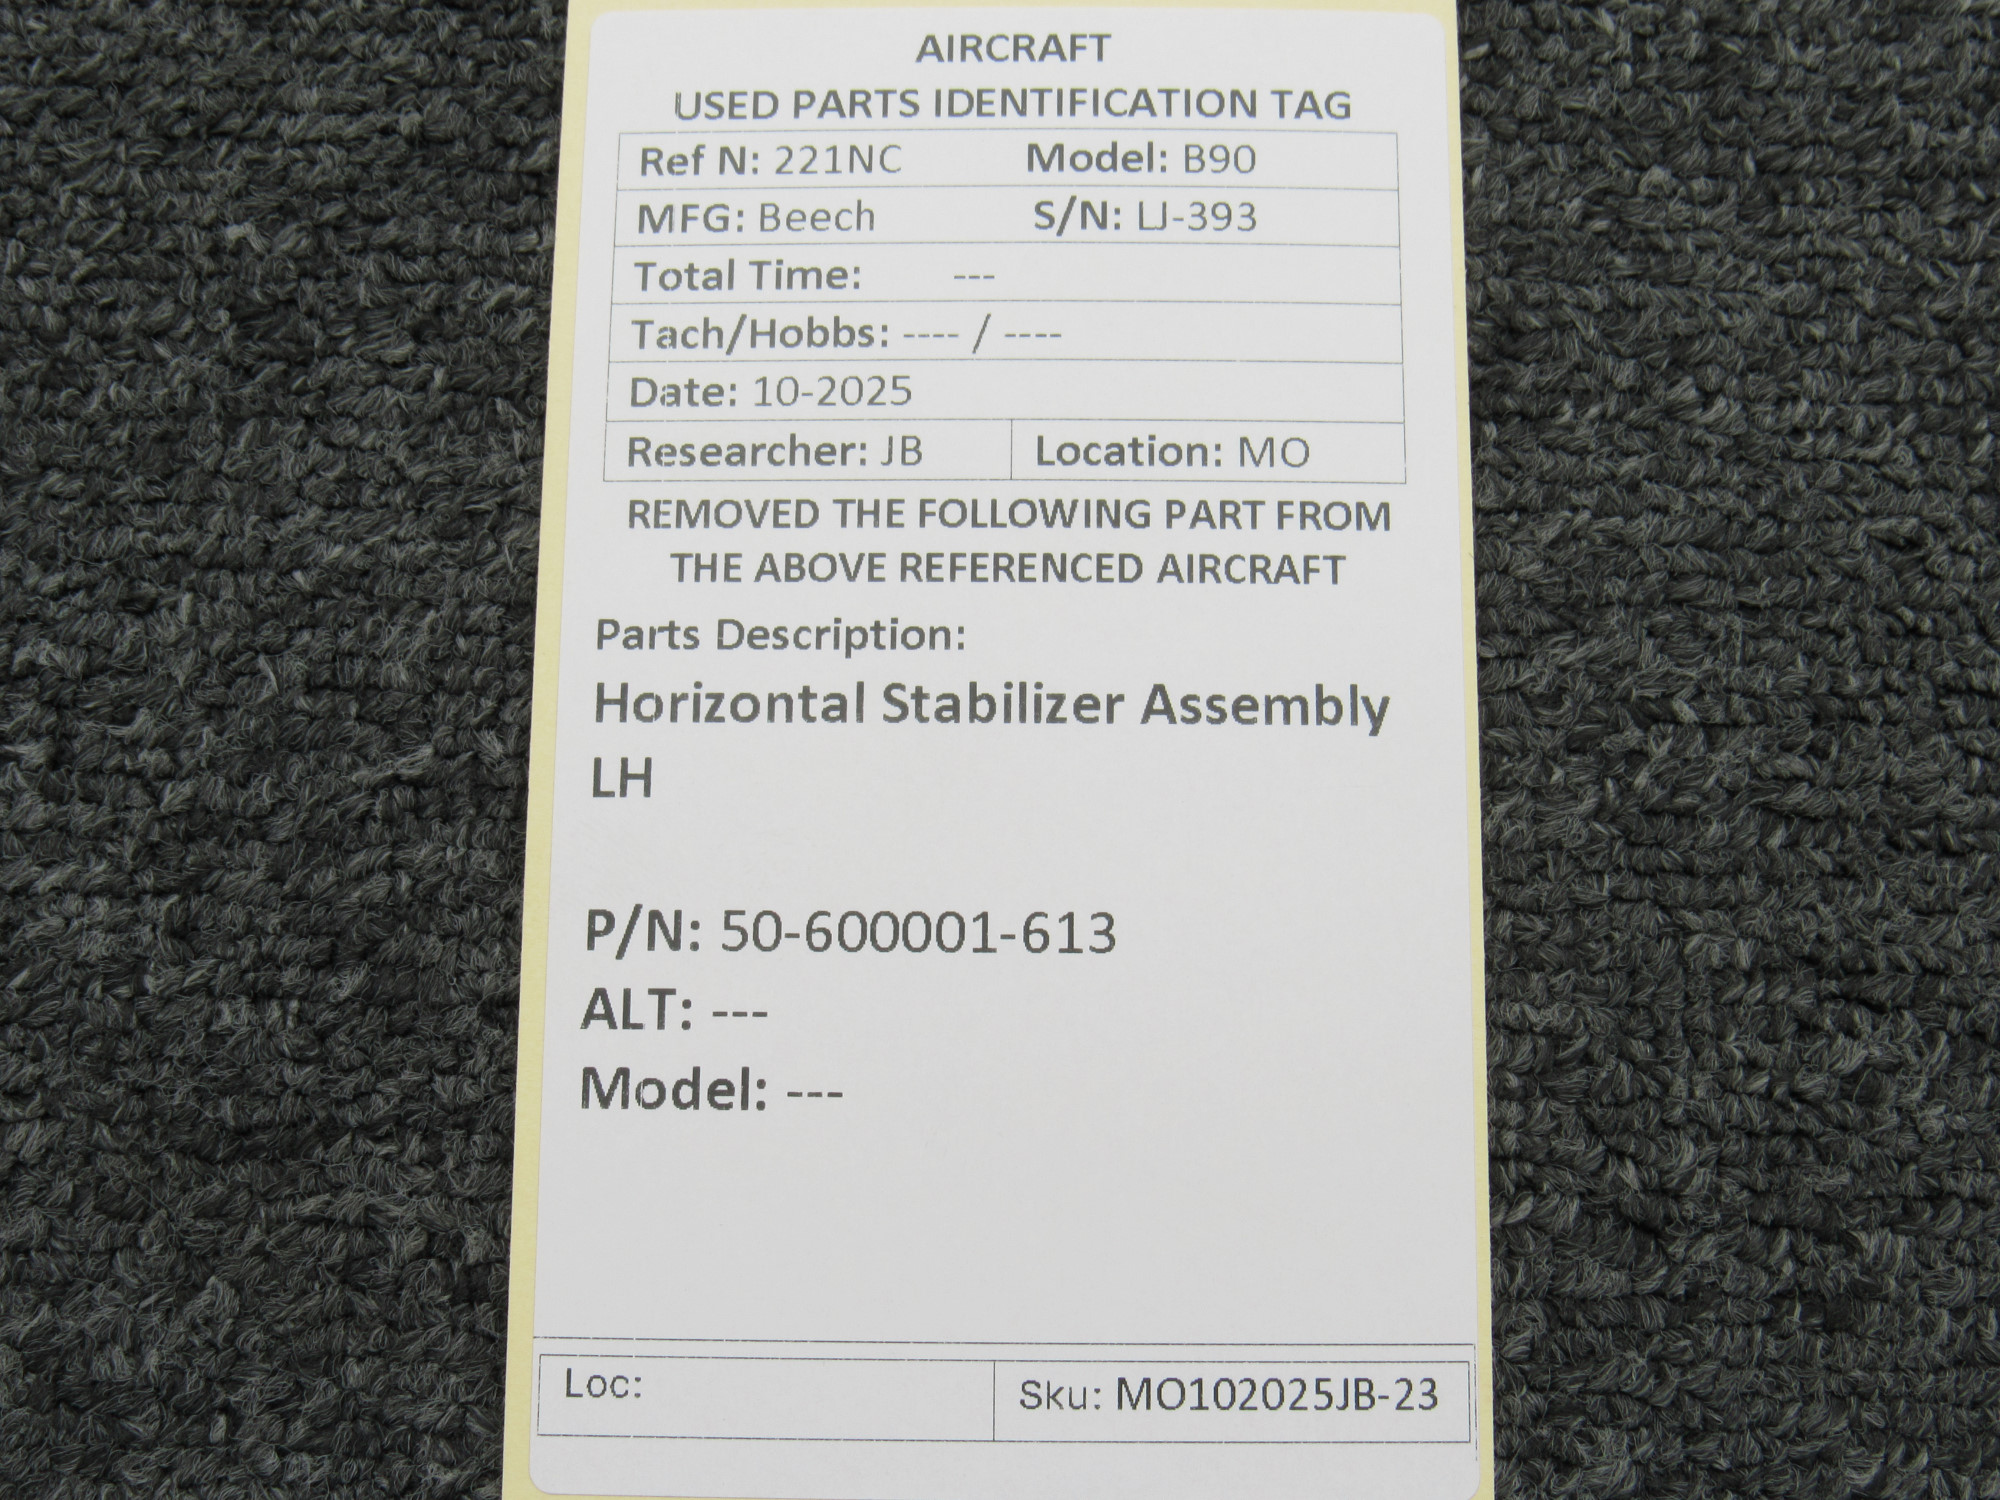 AIRCRAFT
USED PARTS IDENTIFICATION TAG
Ref N: 221NC Model: B90
MFG: Beech S/N: LJ-393
Total Time: ---
Tach/Hobbs: ---- / ----
Date: 10-2025
Researcher: JB Location: MO
REMOVED THE FOLLOWING PART FROM
THE ABOVE REFERENCED AIRCRAFT
Parts Description:
Horizontal Stabilizer Assembly
LH
P/N: 50-600001-613
ALT: ---
Model: ---
Loc: Sku: MO102025JB-23